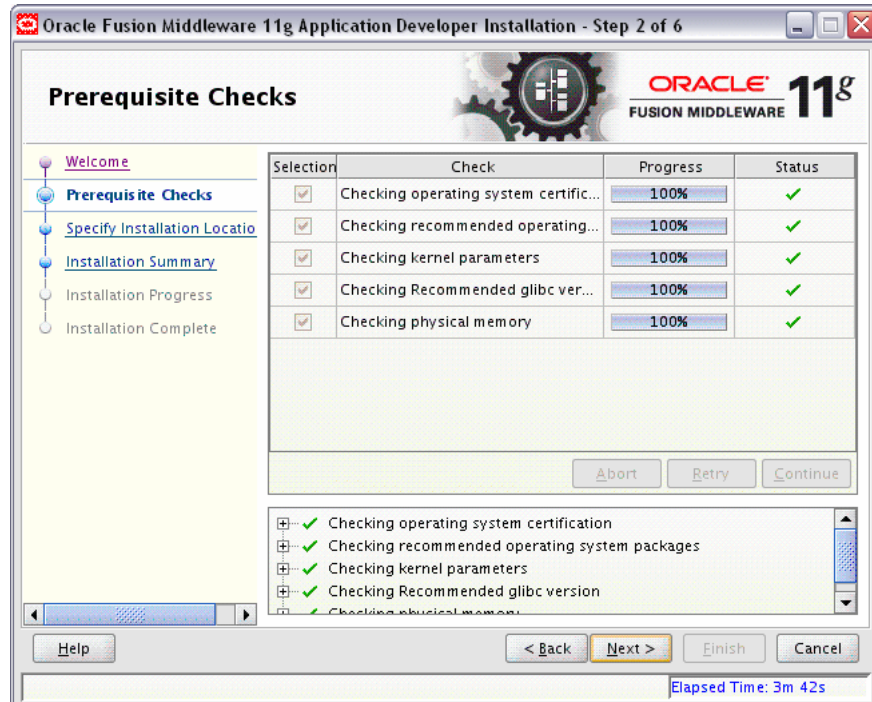 Oracle Fusion Middleware 11g Application Developer Installation - Step 2 of 6
Prerequisite Checks
ORACLE
FUSION MIDDLEWARE
11g
Welcome
Prerequisite Checks
Specify Installation Locatio
Installation Summary
Installation Progress
Installation Complete
Selection Check Progress Status
Checking operating system certific... 100%
Checking recommended operating... 100%
Checking kernel parameters 100%
Checking Recommended glibc ver... 100%
Checking physical memory 100%
Abort Retry Continue
Checking operating system certification
Checking recommended operating system packages
Checking kernel parameters
Checking Recommended glibc version
Checking physical memory
Help < Back Next > Finish Cancel
Elapsed Time: 3m 42s